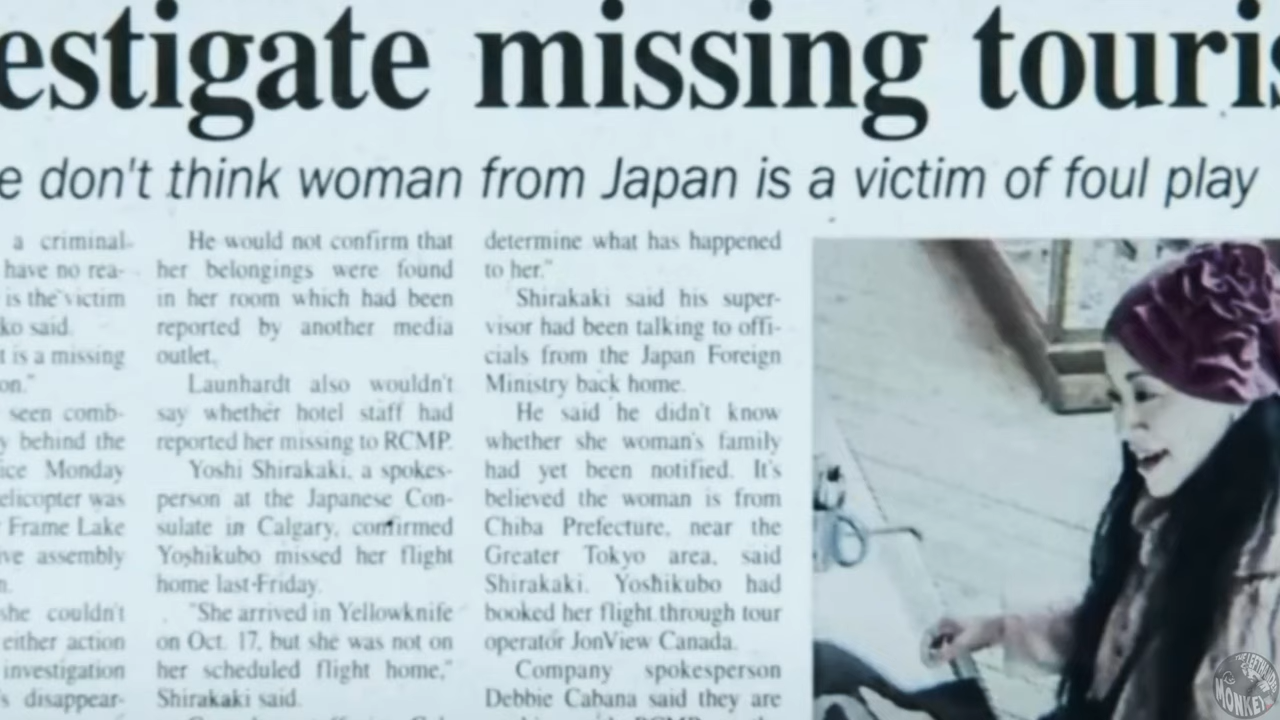 estigate missing touris
e don't think woman from Japan is a victim of foul play
a criminal-
have no rea-
is the victim
ko said.
t is a missing
on."
seen comb-
y behind the
ice Monday
elicopter was
Frame Lake
ve assembly
n.
she couldn't
either action
investigation
s disappear-
He would not confirm that
her belongings were found
in her room which had been
reported by another media
outlet.
Launhardt also wouldn't
say whether hotel staff had
reported her missing to RCMP.
Yoshi Shirakaki, a spokes-
person at the Japanese Con-
sulate in Calgary, confirmed
Yoshikubo missed her flight
home last Friday.
"She arrived in Yellowknife
on Oct. 17, but she was not on
her scheduled flight home,"
Shirakaki said.
determine what has happened
to her."
Shirakaki said his super-
visor had been talking to offi-
cials from the Japan Foreign
Ministry back home.
He said he didn't know
whether she woman's family
had yet been notified. It's
believed the woman is from
Chiba Prefecture, near the
Greater Tokyo area, said
Shirakaki. Yoshikubo had
booked her flight through tour
operator JonView Canada.
Company spokesperson
Debbie Cabana said they are
MONKEY